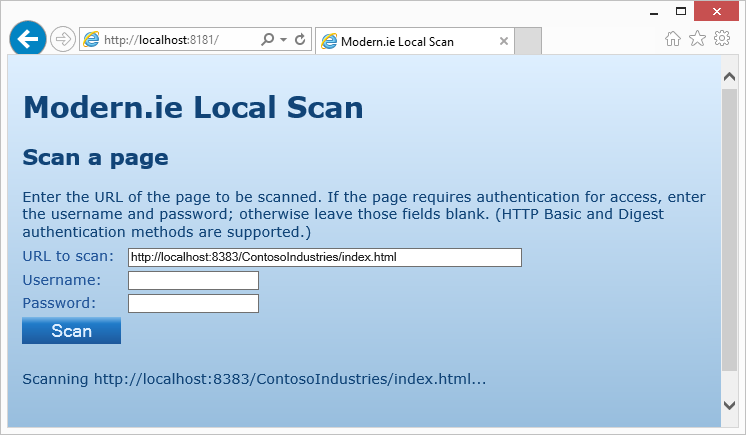 http://localhost:8181/
Modern.ie Local Scan
Modern.ie Local Scan
Scan a page
Enter the URL of the page to be scanned. If the page requires authentication for access, enter
the username and password; otherwise leave those fields blank. (HTTP Basic and Digest
authentication methods are supported.)
URL to scan: http://localhost:8383/ContosoIndustries/index.html
Username:
Password:
Scan
Scanning http://localhost:8383/ContosoIndustries/index.html...